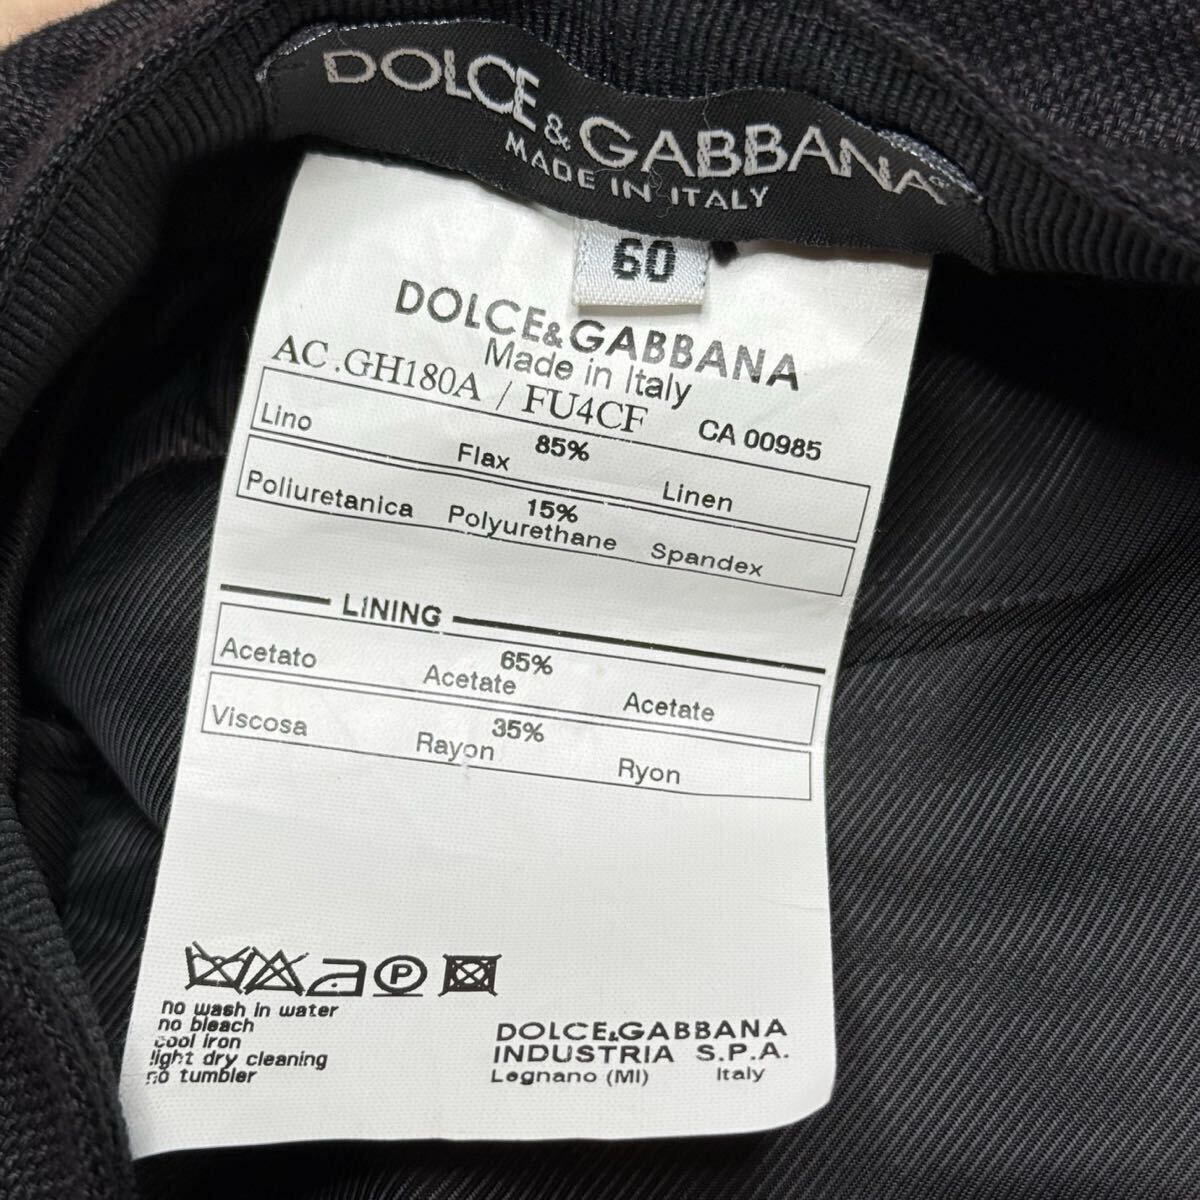 DOLCE & GABBANA
MADE IN ITALY
60
DOLCE&GABBANA
Made in Italy
AC.GH180A / FU4CF CA 00985
85%
Lino Flax Linen
15%
Poliuretanica Polyurethane Spandex
LINING
65%
Acetato Acetate Acetate
35%
Viscosa Rayon Ryon
P
no wash in water
no bleach
cool iron
light dry cleaning
no tumbler
DOLCE&GABBANA
INDUSTRIA S.P.A.
Legnano (MI) Italy